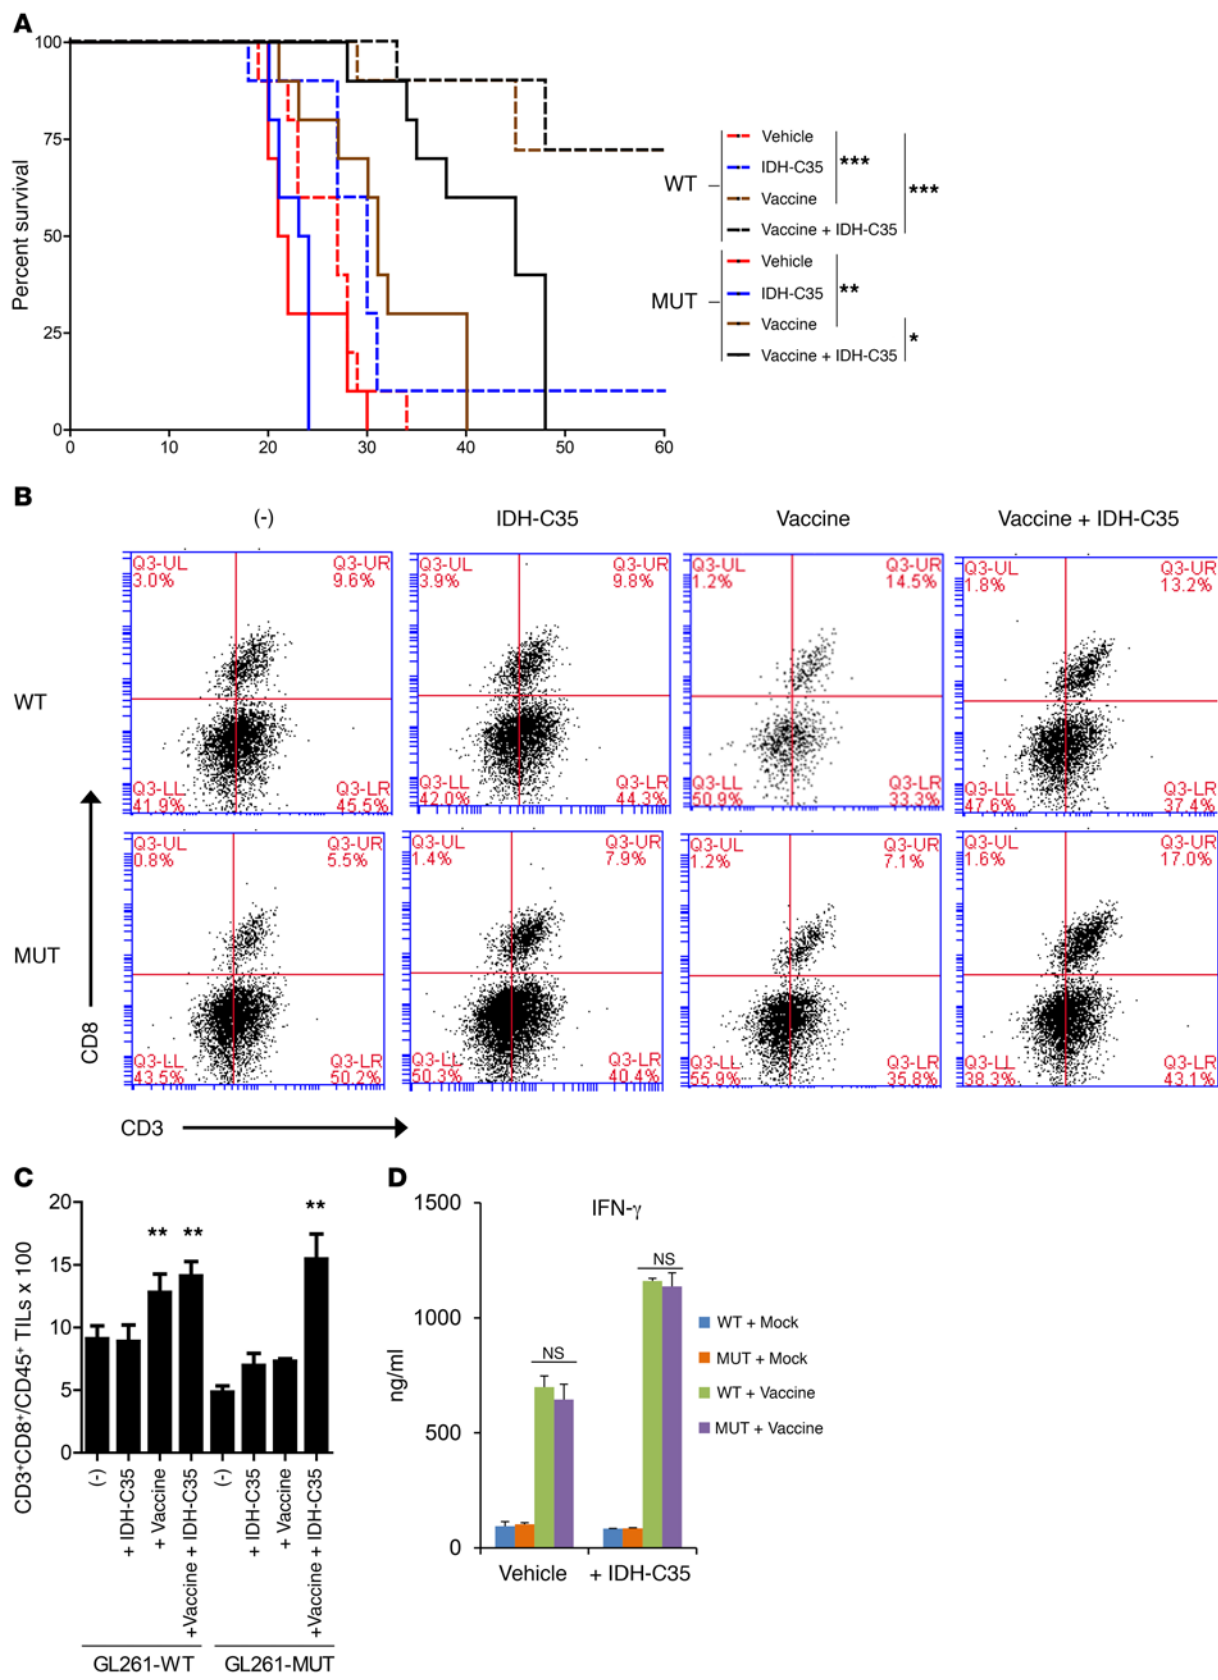 A
Percent survival
100
75
50
25
0
0 10 20 30 40 50 60
WT
Vehicle
IDH-C35
Vaccine
Vaccine + IDH-C35
***
***
MUT
Vehicle
IDH-C35
Vaccine
Vaccine + IDH-C35
**
*
B
(-) IDH-C35 Vaccine Vaccine + IDH-C35
WT
Q3-UL Q3-UR
3.0% 9.6%
Q3-LL Q3-LR
41.9% 45.5%
Q3-UL Q3-UR
3.9% 9.8%
Q3-LL Q3-LR
42.0% 44.3%
Q3-UL Q3-UR
1.2% 14.5%
Q3-LL Q3-LR
50.9% 33.3%
Q3-UL Q3-UR
1.8% 13.2%
Q3-LL Q3-LR
47.6% 37.4%
MUT
Q3-UL Q3-UR
0.8% 5.5%
Q3-LL Q3-LR
43.5% 50.2%
Q3-UL Q3-UR
1.4% 7.9%
Q3-LL Q3-LR
50.3% 40.4%
Q3-UL Q3-UR
1.2% 7.1%
Q3-LL Q3-LR
55.9% 35.8%
Q3-UL Q3-UR
1.6% 17.0%
Q3-LL Q3-LR
38.3% 43.1%
CD8
CD3
C
CD3⁺CD8⁺/CD45⁺ TILs x 100
20
15
10
5
0
** ** **
(-)
+ IDH-C35
+ Vaccine
+Vaccine + IDH-C35
(-)
+ IDH-C35
+ Vaccine
+Vaccine + IDH-C35
GL261-WT GL261-MUT
D
IFN-γ
ng/ml
1500
1000
500
0
NS
NS
Vehicle + IDH-C35
WT + Mock
MUT + Mock
WT + Vaccine
MUT + Vaccine